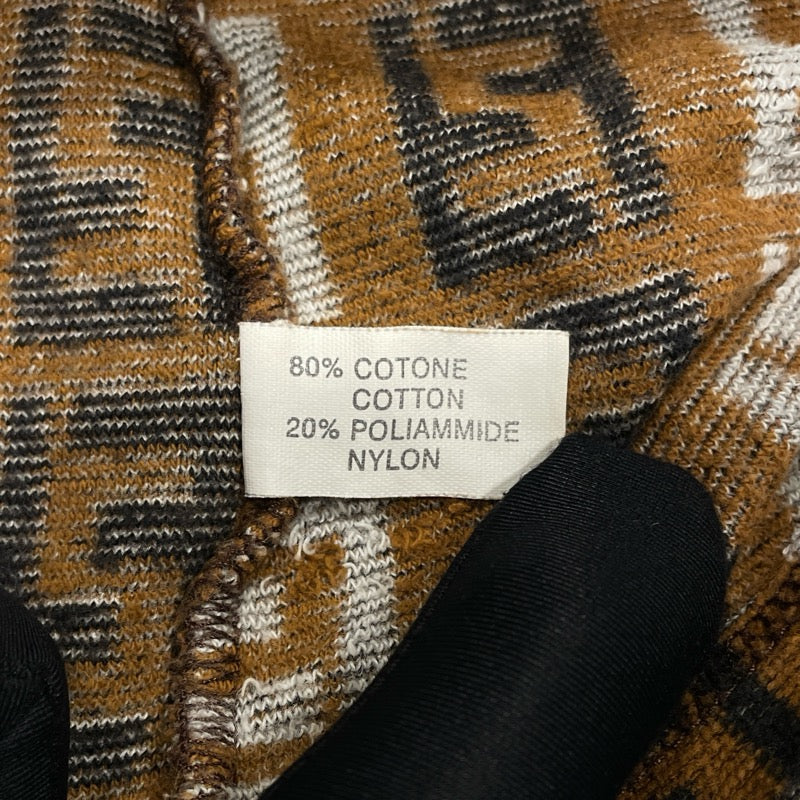 80% COTONE
COTTON
20% POLIAMMIDE
NYLON